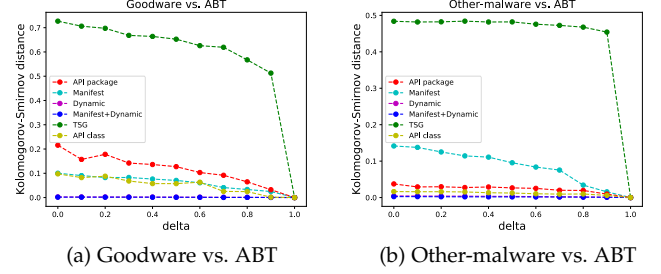 Goodware vs. ABT
Kolomogorov-Smirnov distance
0.7
0.6
0.5
0.4
0.3
0.2
0.1
0.0
API package
Manifest
Dynamic
Manifest+Dynamic
TSG
API class
0.0 0.2 0.4 0.6 0.8 1.0
delta
(a) Goodware vs. ABT
Other-malware vs. ABT
Kolomogorov-Smirnov distance
0.5
0.4
0.3
0.2
0.1
0.0
API package
Manifest
Dynamic
Manifest+Dynamic
TSG
API class
0.0 0.2 0.4 0.6 0.8 1.0
delta
(b) Other-malware vs. ABT